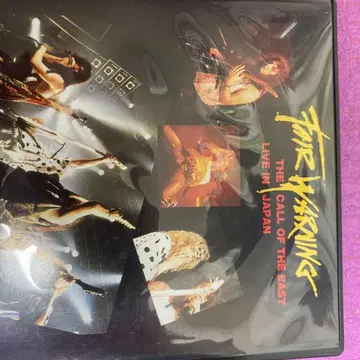 FAIR WARNING
THE CALL OF THE EAST
LIVE IN JAPAN